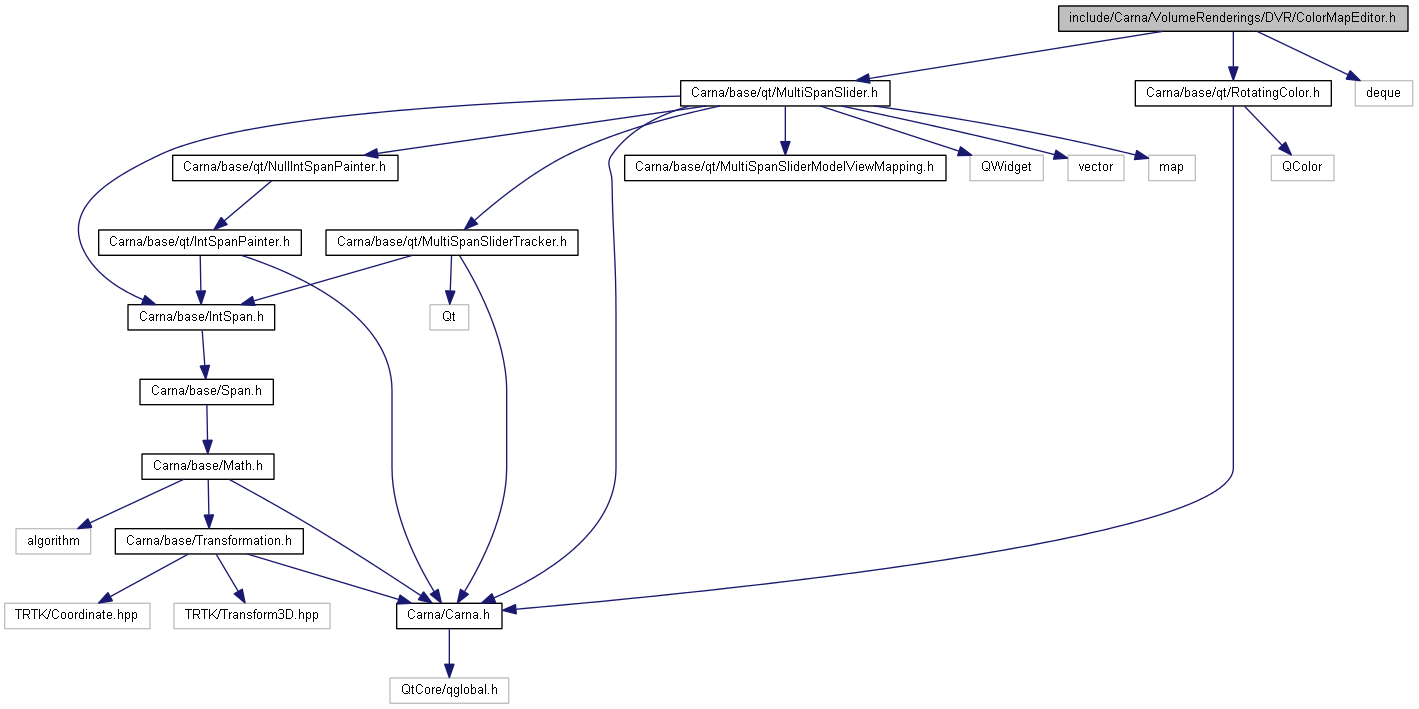 include/Carna/VolumeRenderings/DVR/ColorMapEditor.h
Carna/base/qt/MultiSpanSlider.h
Carna/base/qt/RotatingColor.h
deque
Carna/base/qt/NullIntSpanPainter.h
Carna/base/qt/MultiSpanSliderModelViewMapping.h
QWidget
vector
map
QColor
Carna/base/qt/IntSpanPainter.h
Carna/base/qt/MultiSpanSliderTracker.h
Carna/base/IntSpan.h
Qt
Carna/base/Span.h
Carna/base/Math.h
algorithm
Carna/base/Transformation.h
TRTK/Coordinate.hpp
TRTK/Transform3D.hpp
Carna/Carna.h
QtCore/qglobal.h